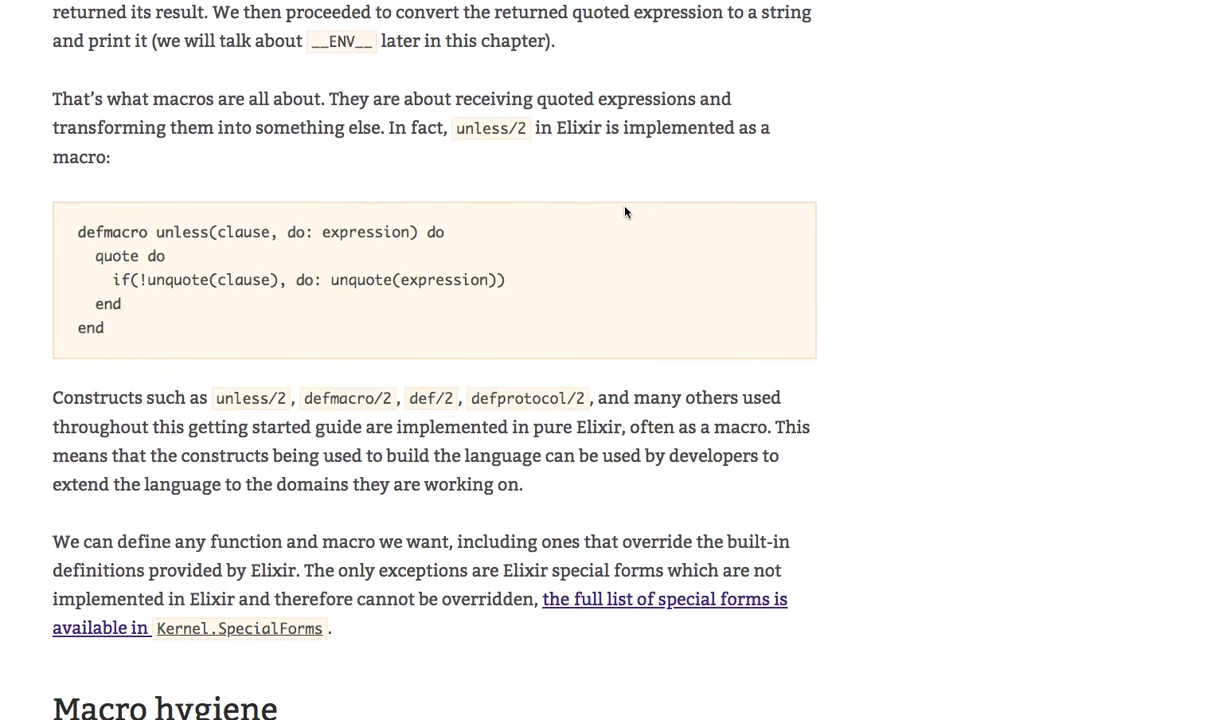 returned its result. We then proceeded to convert the returned quoted expression to a string
and print it (we will talk about __ENV__ later in this chapter).
That’s what macros are all about. They are about receiving quoted expressions and
transforming them into something else. In fact, unless/2 in Elixir is implemented as a
macro:
defmacro unless(clause, do: expression) do
  quote do
    if(!unquote(clause), do: unquote(expression))
  end
end
Constructs such as unless/2, defmacro/2, def/2, defprotocol/2, and many others used
throughout this getting started guide are implemented in pure Elixir, often as a macro. This
means that the constructs being used to build the language can be used by developers to
extend the language to the domains they are working on.
We can define any function and macro we want, including ones that override the built-in
definitions provided by Elixir. The only exceptions are Elixir special forms which are not
implemented in Elixir and therefore cannot be overridden, the full list of special forms is
available in Kernel.SpecialForms.
Macro hygiene